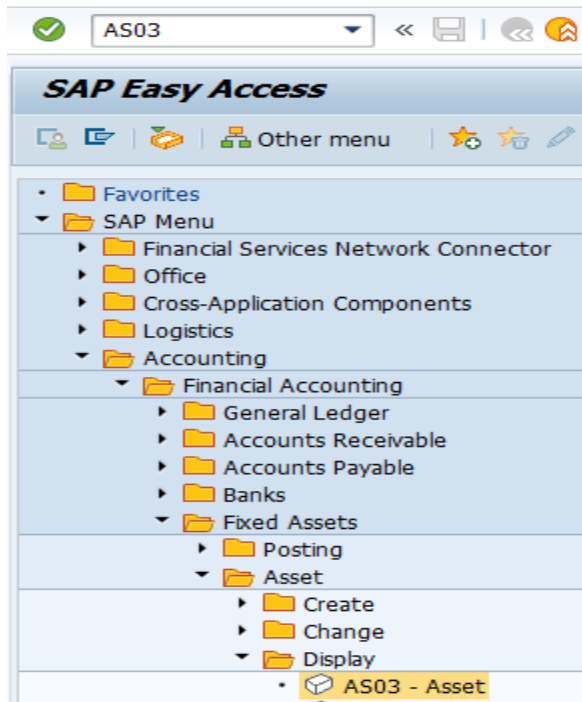 AS03
SAP Easy Access
Other menu
Favorites
SAP Menu
Financial Services Network Connector
Office
Cross-Application Components
Logistics
Accounting
Financial Accounting
General Ledger
Accounts Receivable
Accounts Payable
Banks
Fixed Assets
Posting
Asset
Create
Change
Display
AS03 - Asset